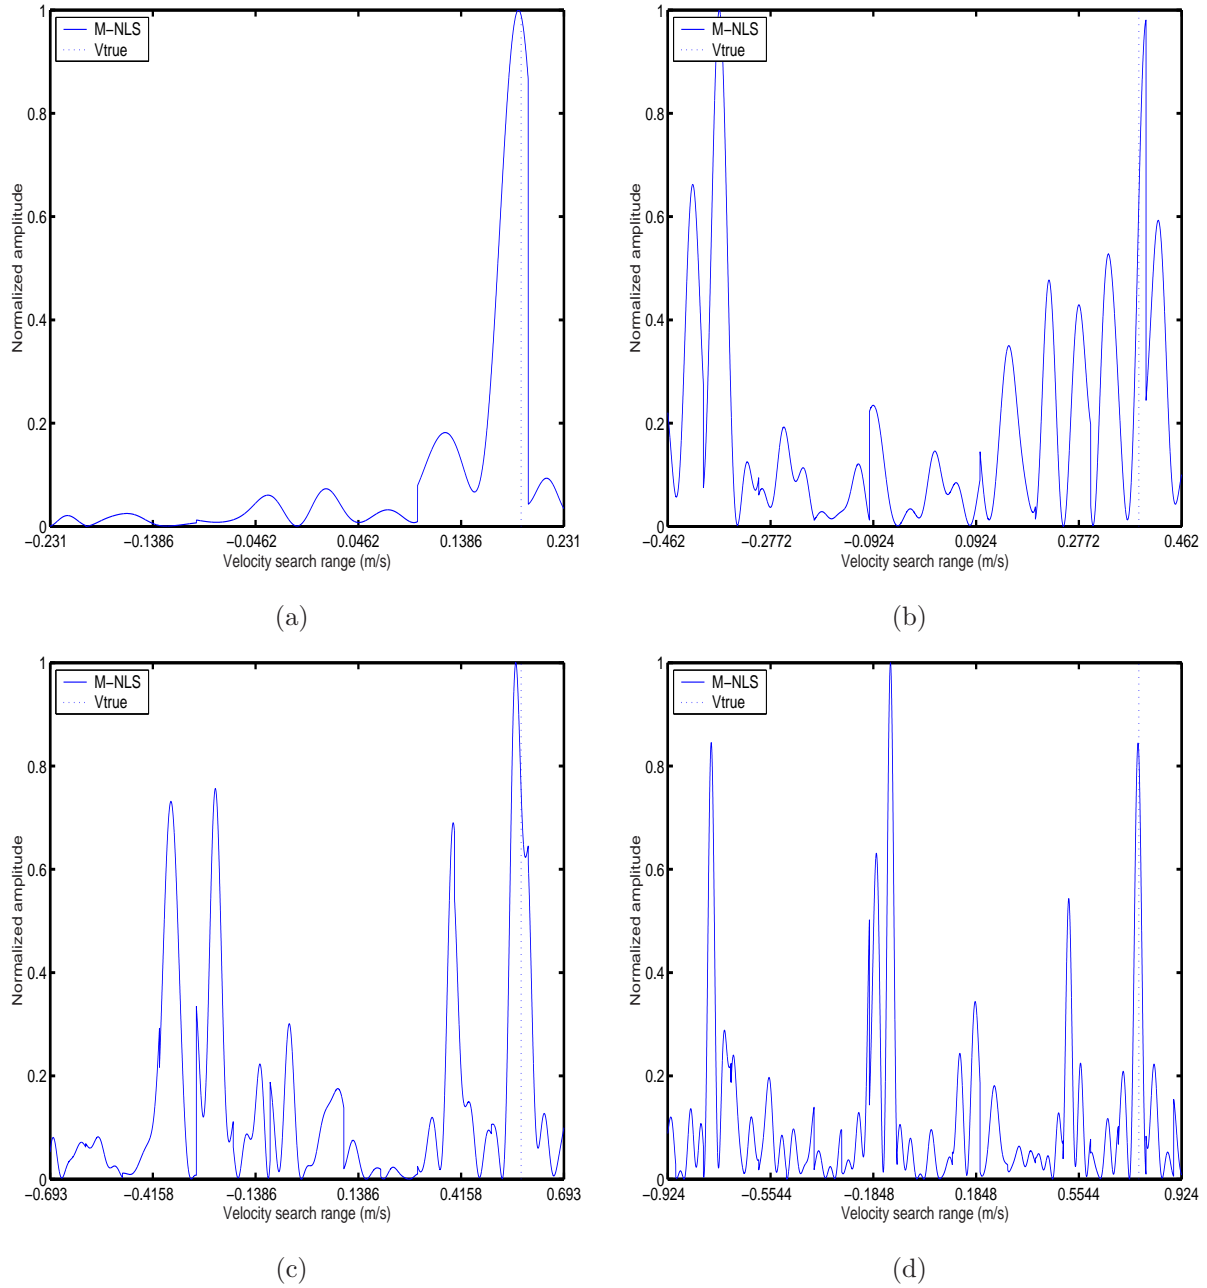 M−NLS
Vtrue
1
0.8
0.6
0.4
0.2
0
Normalized amplitude
−0.231 −0.1386 −0.0462 0.0462 0.1386 0.231
Velocity search range (m/s)
(a)
M−NLS
Vtrue
1
0.8
0.6
0.4
0.2
0
Normalized amplitude
−0.462 −0.2772 −0.0924 0.0924 0.2772 0.462
Velocity search range (m/s)
(b)
M−NLS
Vtrue
1
0.8
0.6
0.4
0.2
0
Normalized amplitude
−0.693 −0.4158 −0.1386 0.1386 0.4158 0.693
Velocity search range (m/s)
(c)
M−NLS
Vtrue
1
0.8
0.6
0.4
0.2
0
Normalized amplitude
−0.924 −0.5544 −0.1848 0.1848 0.5544 0.924
Velocity search range (m/s)
(d)